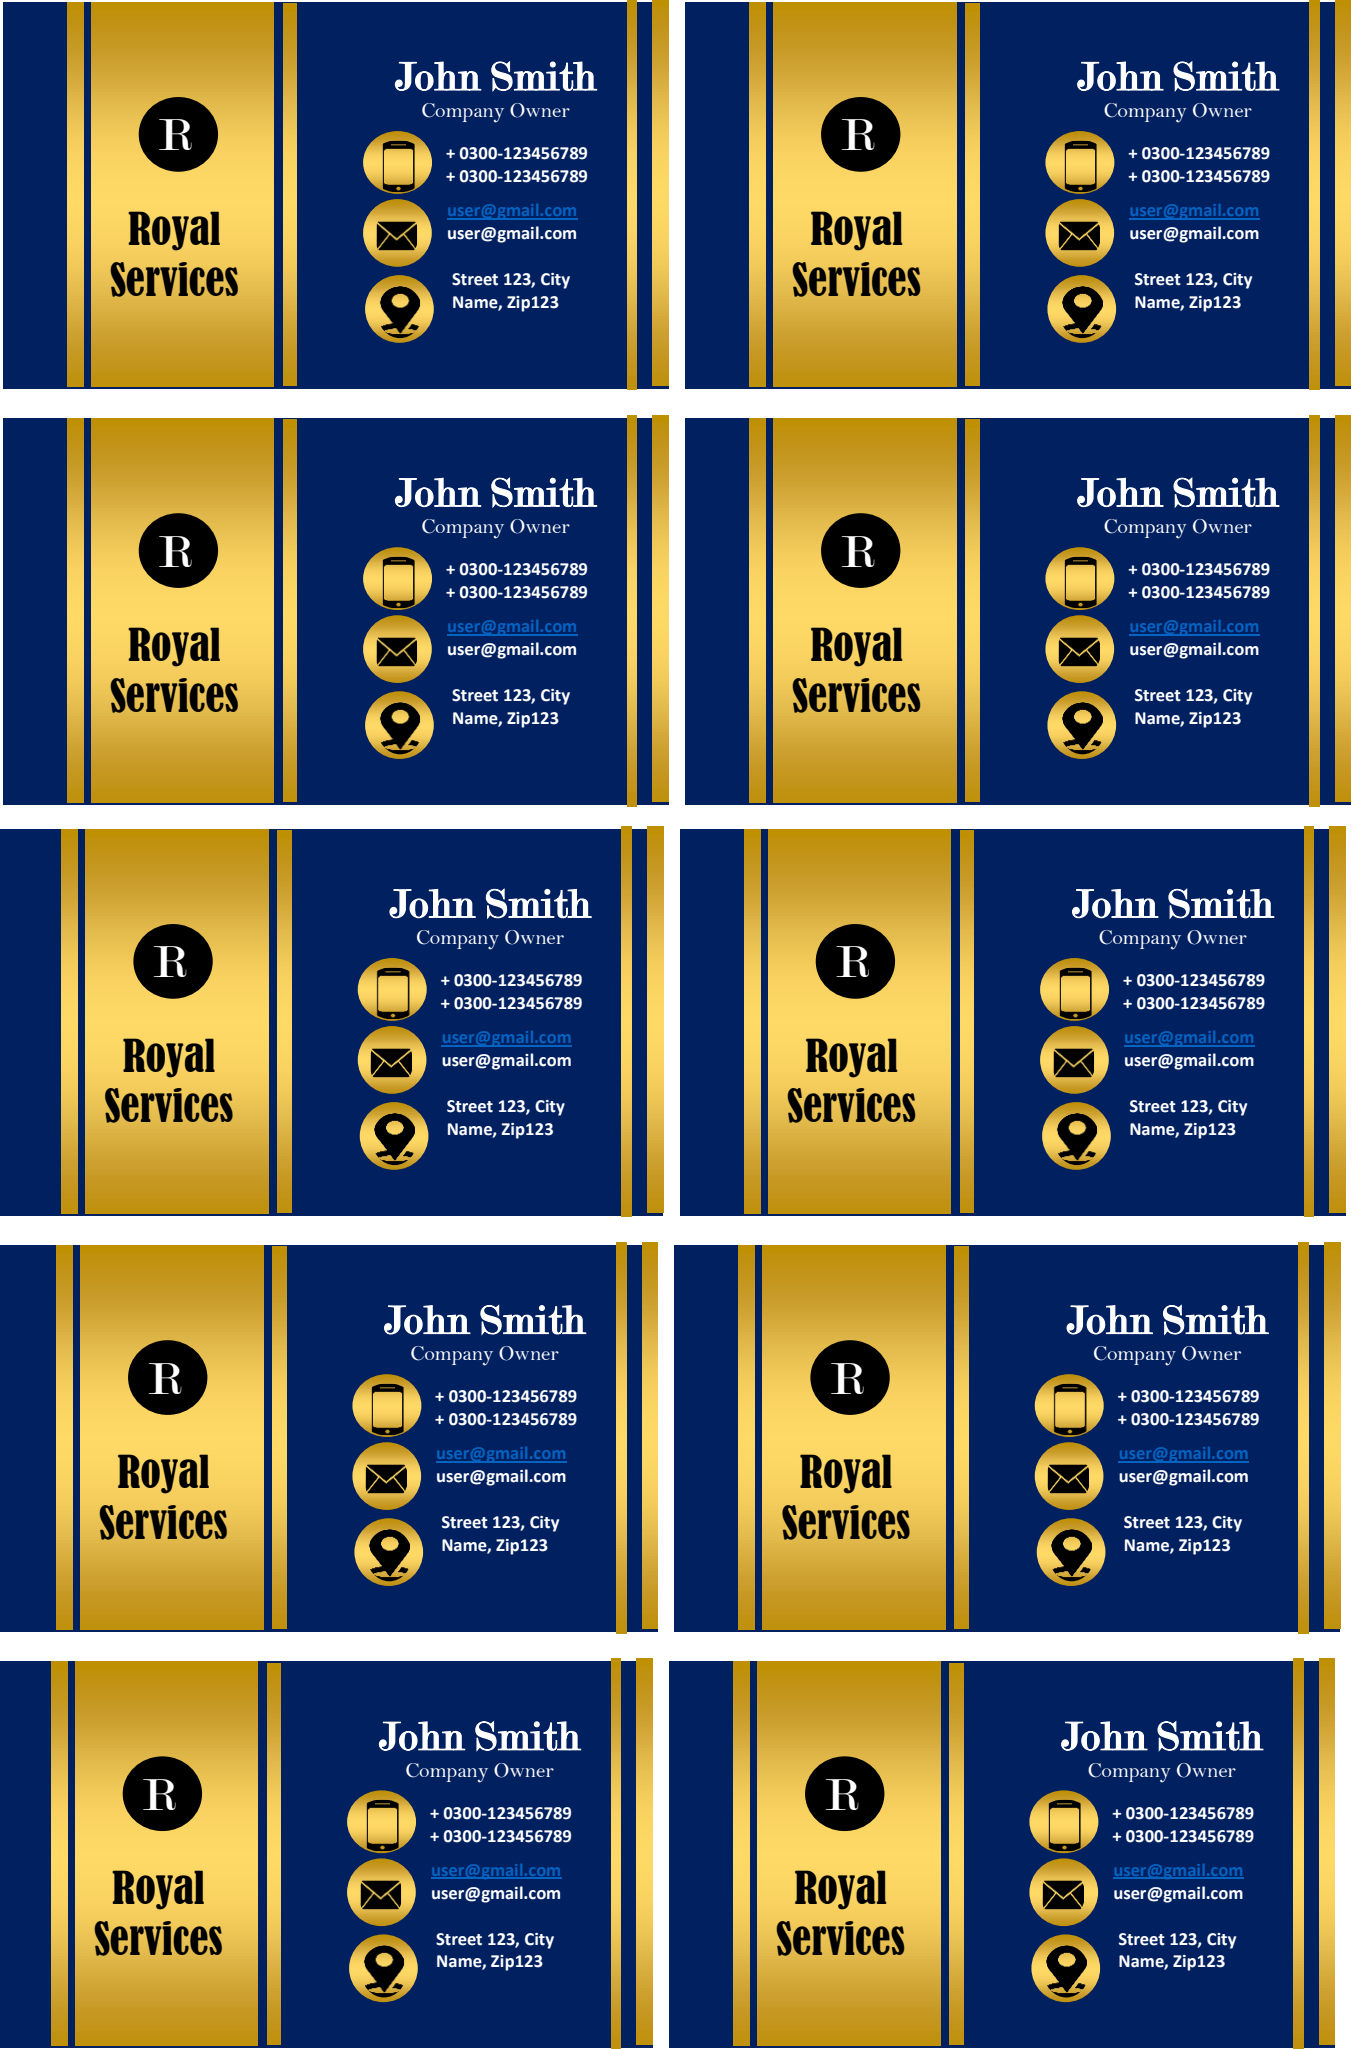 R
Royal
Services
John Smith
Company Owner
+ 0300-123456789
+ 0300-123456789
user@gmail.com
user@gmail.com
Street 123, City
Name, Zip123
R
Royal
Services
John Smith
Company Owner
+ 0300-123456789
+ 0300-123456789
user@gmail.com
user@gmail.com
Street 123, City
Name, Zip123
R
Royal
Services
John Smith
Company Owner
+ 0300-123456789
+ 0300-123456789
user@gmail.com
user@gmail.com
Street 123, City
Name, Zip123
R
Royal
Services
John Smith
Company Owner
+ 0300-123456789
+ 0300-123456789
user@gmail.com
user@gmail.com
Street 123, City
Name, Zip123
R
Royal
Services
John Smith
Company Owner
+ 0300-123456789
+ 0300-123456789
user@gmail.com
user@gmail.com
Street 123, City
Name, Zip123
R
Royal
Services
John Smith
Company Owner
+ 0300-123456789
+ 0300-123456789
user@gmail.com
user@gmail.com
Street 123, City
Name, Zip123
R
Royal
Services
John Smith
Company Owner
+ 0300-123456789
+ 0300-123456789
user@gmail.com
user@gmail.com
Street 123, City
Name, Zip123
R
Royal
Services
John Smith
Company Owner
+ 0300-123456789
+ 0300-123456789
user@gmail.com
user@gmail.com
Street 123, City
Name, Zip123
R
Royal
Services
John Smith
Company Owner
+ 0300-123456789
+ 0300-123456789
user@gmail.com
user@gmail.com
Street 123, City
Name, Zip123
R
Royal
Services
John Smith
Company Owner
+ 0300-123456789
+ 0300-123456789
user@gmail.com
user@gmail.com
Street 123, City
Name, Zip123